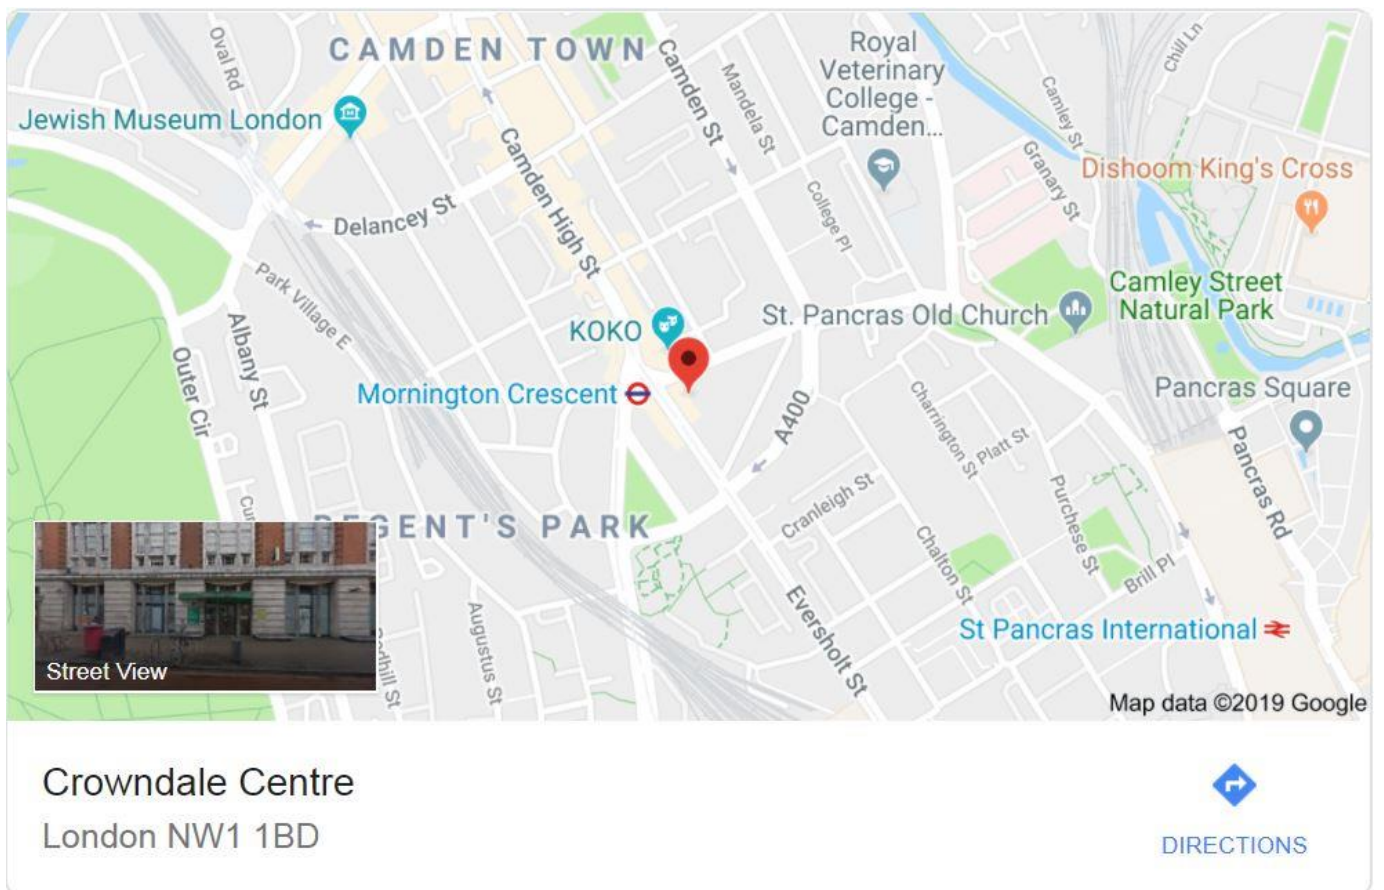 CAMDEN TOWN
Oval Rd
Camden St
Mandela St
Royal
Veterinary
College -
Camden...
Chill Ln
Camley St
Jewish Museum London
Camden High St
Granary St
Dishoom King's Cross
Delancey St
College Pl
Park Village E
Camley Street
Natural Park
St. Pancras Old Church
KOKO
Albany St
Outer Cir
Mornington Crescent
A400
Charrington St
Platt St
Pancras Square
Pancras Rd
Cranleigh St
Purchese St
Chalton St
Brill Pl
GENT'S PARK
Eversholt St
Augustus St
St Pancras International
Street View
Map data ©2019 Google
Crowndale Centre
London NW1 1BD
DIRECTIONS